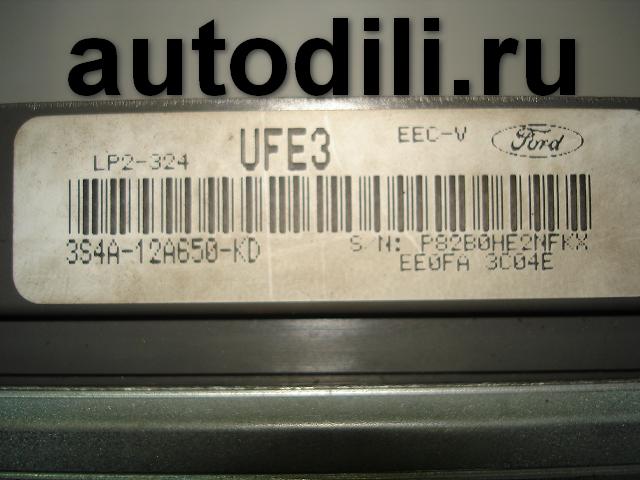 autodili.ru
LP2-324 UFE3 EEC-V Ford
3S4A-12A650-KD S/N: P82B0HE2NFKX
EE0FA 3C04E